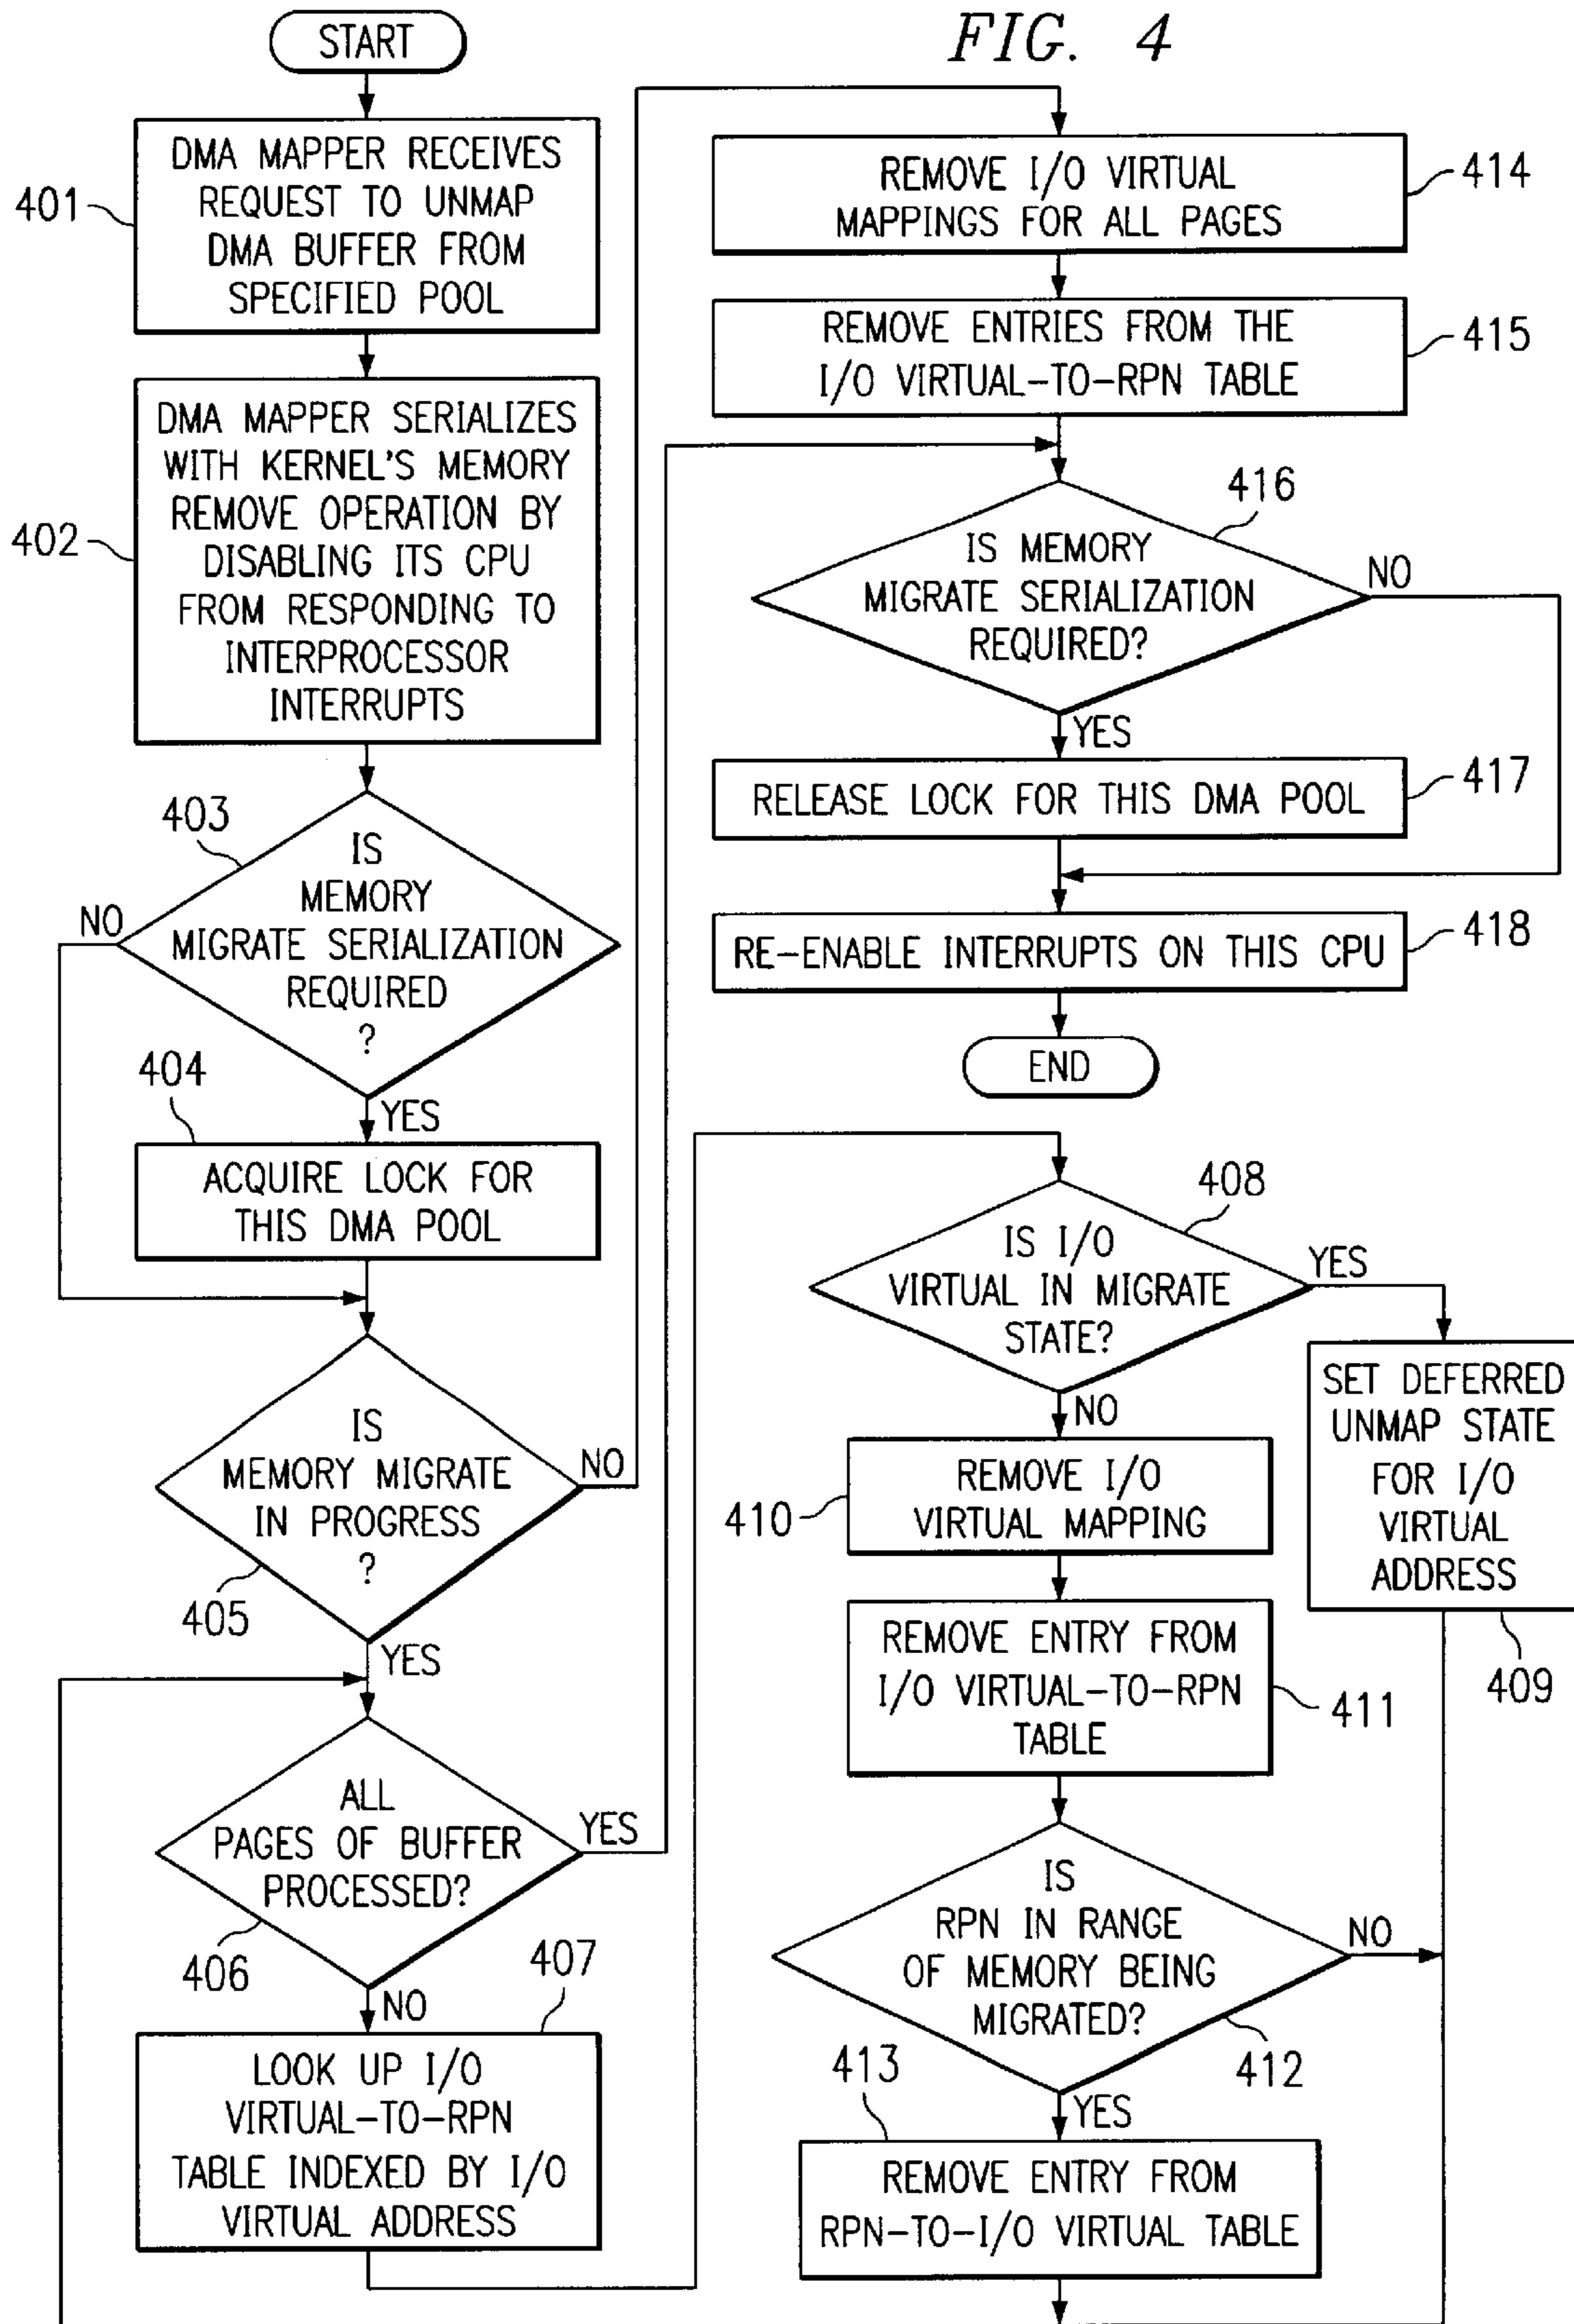 FIG. 4
START
401
DMA MAPPER RECEIVES
REQUEST TO UNMAP
DMA BUFFER FROM
SPECIFIED POOL
402
DMA MAPPER SERIALIZES
WITH KERNEL'S MEMORY
REMOVE OPERATION BY
DISABLING ITS CPU
FROM RESPONDING TO
INTERPROCESSOR
INTERRUPTS
403
IS
MEMORY
MIGRATE SERIALIZATION
REQUIRED
?
NO
YES
404
ACQUIRE LOCK FOR
THIS DMA POOL
IS
MEMORY MIGRATE
IN PROGRESS
?
NO
405
YES
ALL
PAGES OF BUFFER
PROCESSED?
YES
406
NO
407
LOOK UP I/O
VIRTUAL-TO-RPN
TABLE INDEXED BY I/O
VIRTUAL ADDRESS
REMOVE I/O VIRTUAL
MAPPINGS FOR ALL PAGES
414
REMOVE ENTRIES FROM THE
I/O VIRTUAL-TO-RPN TABLE
415
416
IS MEMORY
MIGRATE SERIALIZATION
REQUIRED?
NO
YES
RELEASE LOCK FOR THIS DMA POOL
417
RE-ENABLE INTERRUPTS ON THIS CPU
418
END
408
IS I/O
VIRTUAL IN MIGRATE
STATE?
YES
NO
SET DEFERRED
UNMAP STATE
FOR I/O
VIRTUAL
ADDRESS
409
410
REMOVE I/O
VIRTUAL MAPPING
REMOVE ENTRY FROM
I/O VIRTUAL-TO-RPN
TABLE
411
IS
RPN IN RANGE
OF MEMORY BEING
MIGRATED?
NO
412
YES
413
REMOVE ENTRY FROM
RPN-TO-I/O VIRTUAL TABLE